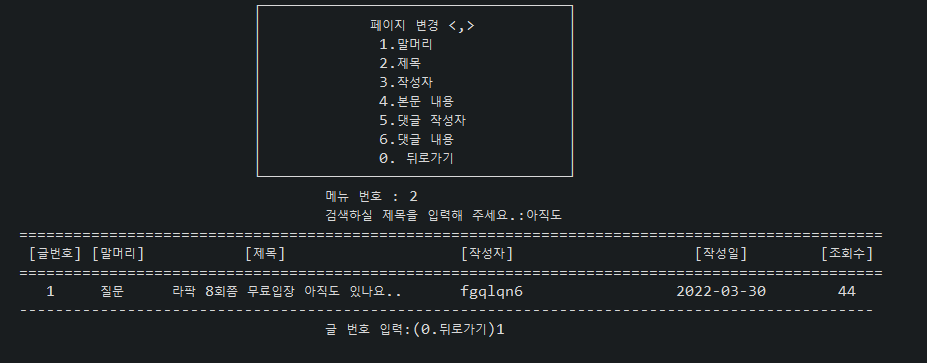 페이지 변경 <,>
1.말머리
2.제목
3.작성자
4.본문 내용
5.댓글 작성자
6.댓글 내용
0. 뒤로가기
메뉴 번호 : 2
검색하실 제목을 입력해 주세요.:아직도
===============================================================================================
[글번호] [말머리] [제목] [작성자] [작성일] [조회수]
===============================================================================================
1 질문 라팍 8회쯤 무료입장 아직도 있나요.. fgqlqn6 2022-03-30 44
-----------------------------------------------------------------------------------------------
글 번호 입력:(0.뒤로가기)1